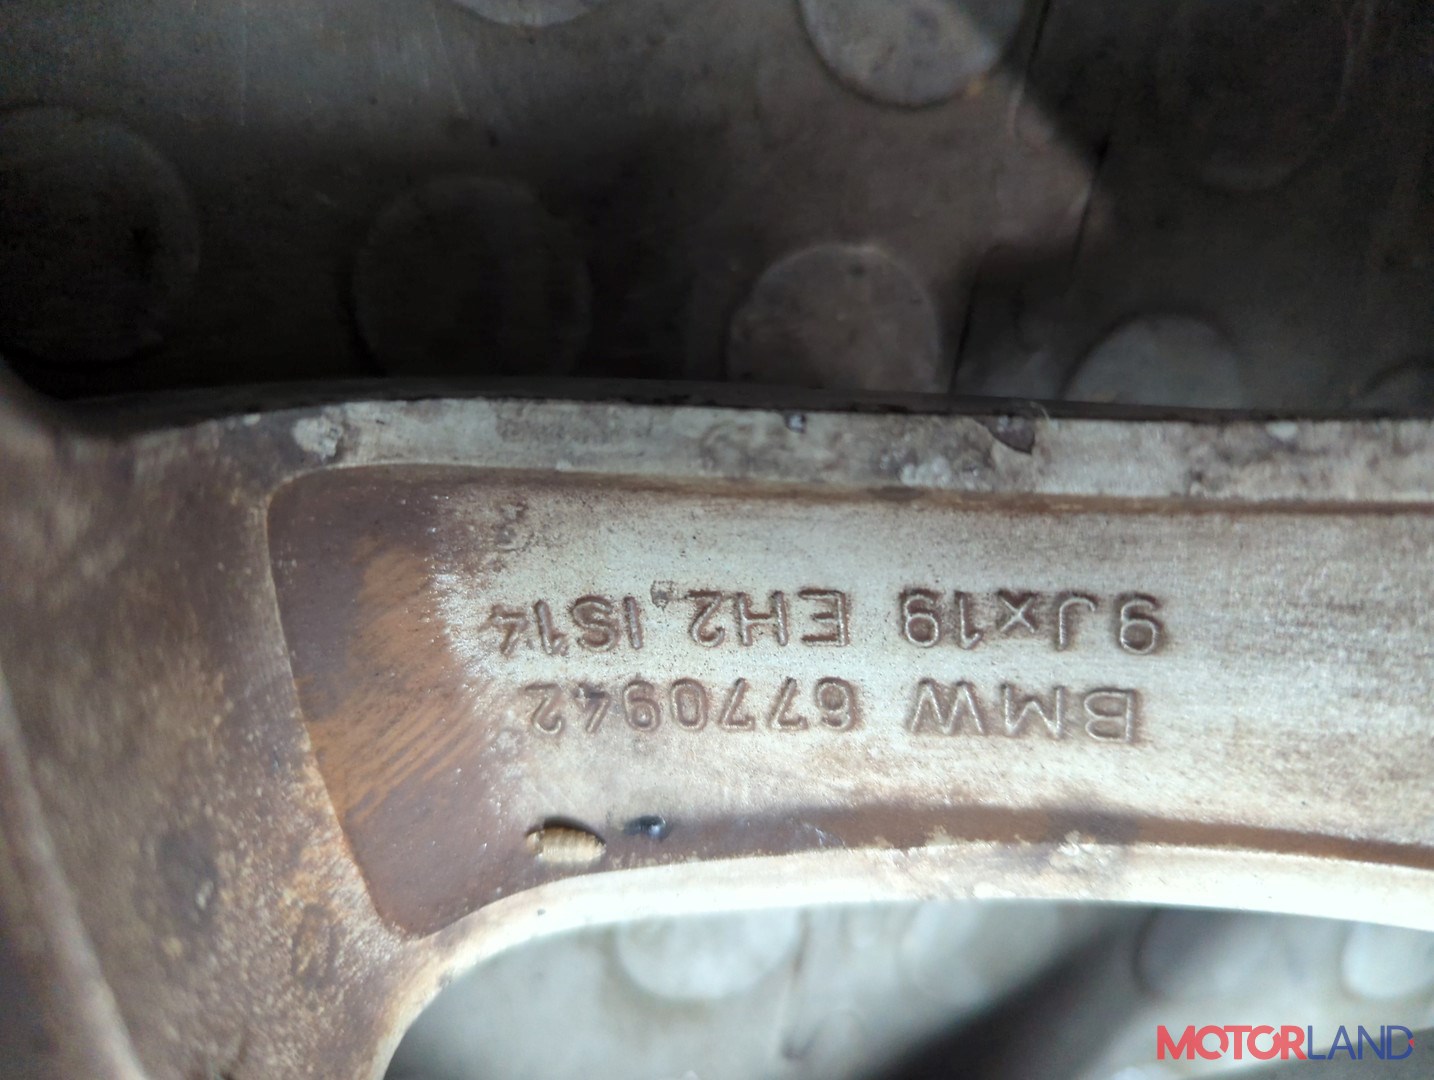 BMW 6770942
9Jx19 EH2, IS14
MOTORLAND